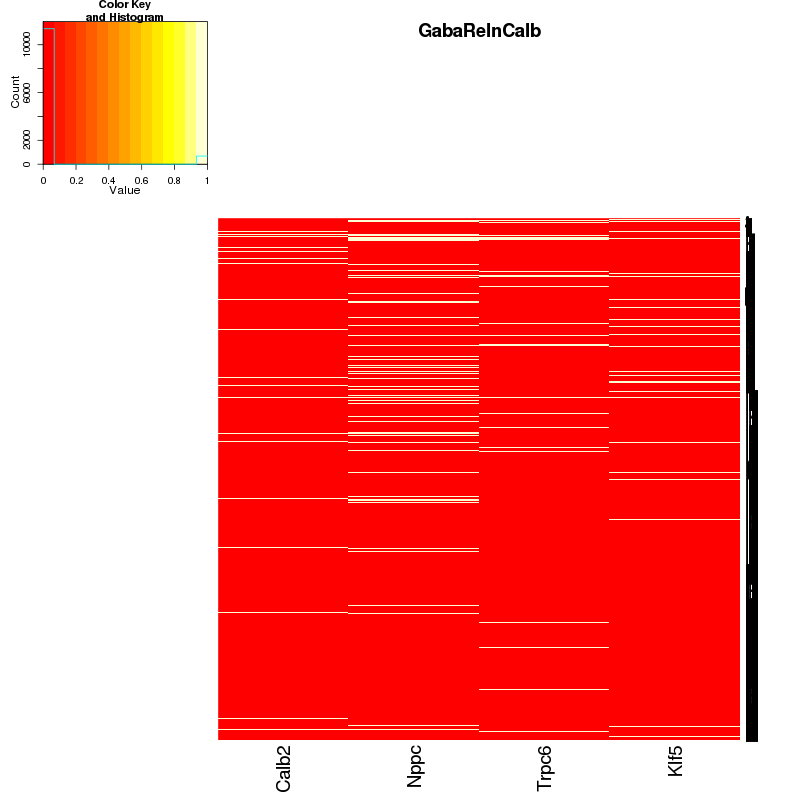 Color Key
and Histogram
GabaReInCalb
Count
0
2000
6000
10000
0 0.2 0.4 0.6 0.8 1
Value
Calb2
Nppc
Trpc6
Klf5